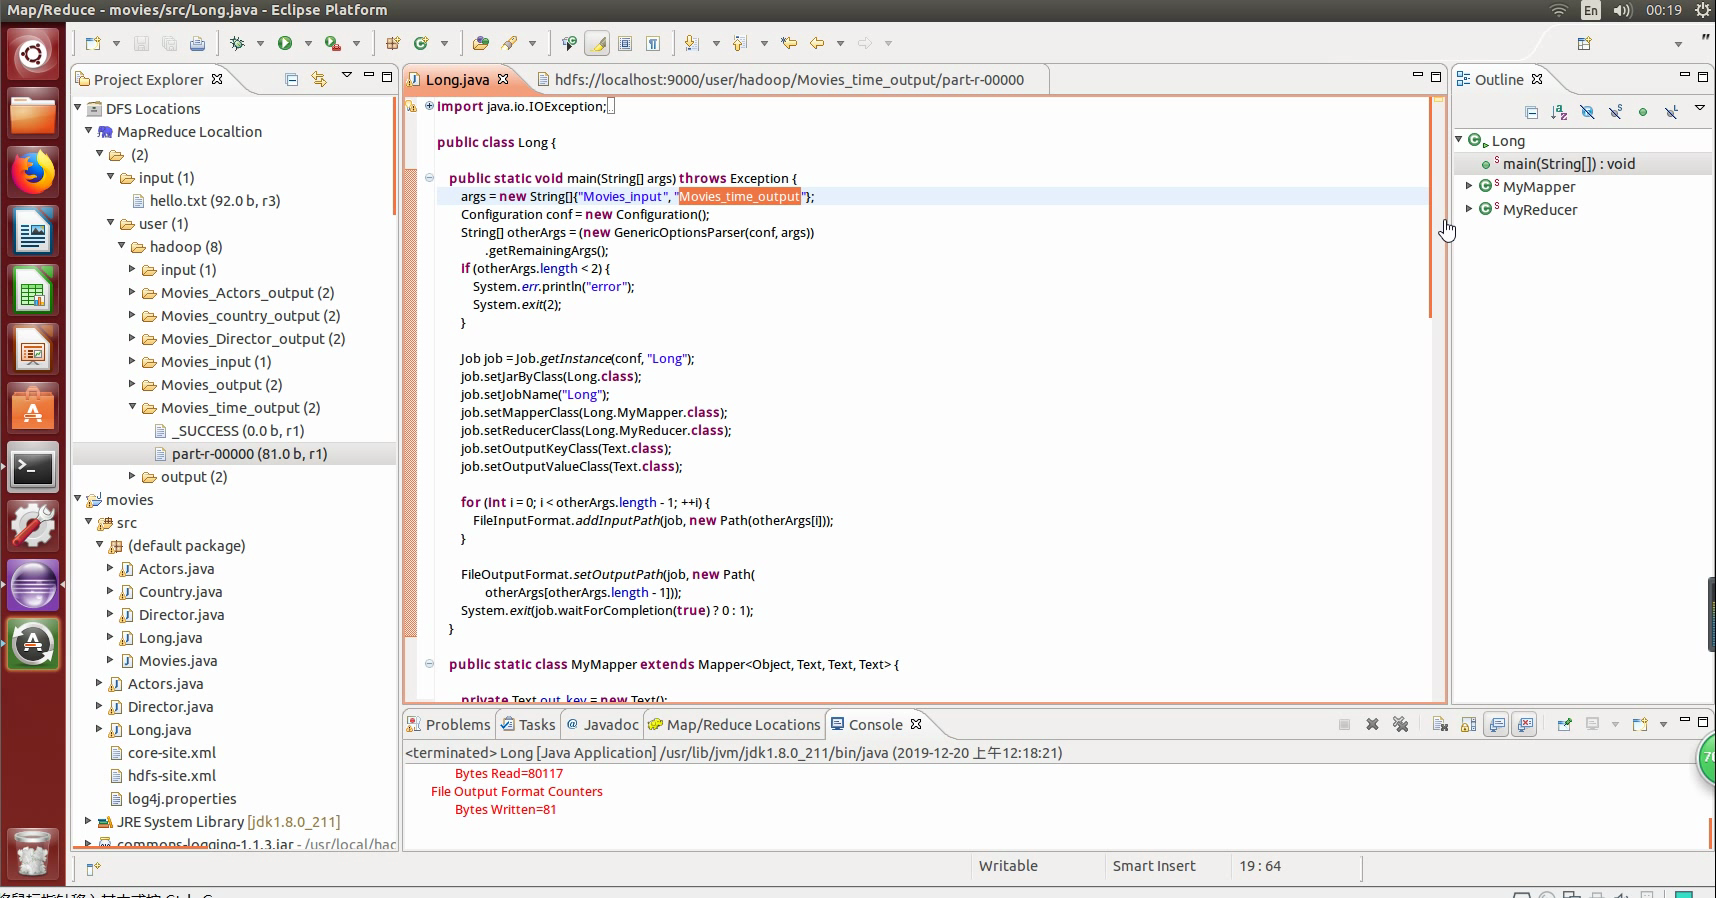 Map/Reduce - movies/src/Long.java - Eclipse Platform
En
00:19
Project Explorer
DFS Locations
MapReduce Localtion
(2)
input (1)
hello.txt (92.0 b, r3)
user (1)
hadoop (8)
input (1)
Movies_Actors_output (2)
Movies_country_output (2)
Movies_Director_output (2)
Movies_input (1)
Movies_output (2)
Movies_time_output (2)
_SUCCESS (0.0 b, r1)
part-r-00000 (81.0 b, r1)
output (2)
movies
src
(default package)
Actors.java
Country.java
Director.java
Long.java
Movies.java
Actors.java
Director.java
Long.java
core-site.xml
hdfs-site.xml
log4j.properties
JRE System Library [jdk1.8.0_211]
commons-logging-1.1.3.jar - /usr/local/hac
Long.java
hdfs://localhost:9000/user/hadoop/Movies_time_output/part-r-00000
import java.io.IOException;
public class Long {
public static void main(String[] args) throws Exception {
args = new String[]{"Movies_input", "Movies_time_output"};
Configuration conf = new Configuration();
String[] otherArgs = (new GenericOptionsParser(conf, args))
.getRemainingArgs();
if (otherArgs.length < 2) {
System.err.println("error");
System.exit(2);
}
Job job = Job.getInstance(conf, "Long");
job.setJarByClass(Long.class);
job.setJobName("Long");
job.setMapperClass(Long.MyMapper.class);
job.setReducerClass(Long.MyReducer.class);
job.setOutputKeyClass(Text.class);
job.setOutputValueClass(Text.class);
for (int i = 0; i < otherArgs.length - 1; ++i) {
FileInputFormat.addInputPath(job, new Path(otherArgs[i]));
}
FileOutputFormat.setOutputPath(job, new Path(
otherArgs[otherArgs.length - 1]));
System.exit(job.waitForCompletion(true) ? 0 : 1);
}
public static class MyMapper extends Mapper<Object, Text, Text, Text> {
private Text out_key = new Text();
Outline
Long
main(String[]) : void
MyMapper
MyReducer
Problems
Tasks
Javadoc
Map/Reduce Locations
Console
<terminated> Long [Java Application] /usr/lib/jvm/jdk1.8.0_211/bin/java (2019-12-20 上午12:18:21)
Bytes Read=80117
File Output Format Counters
Bytes Written=81
Writable
Smart Insert
19 : 64